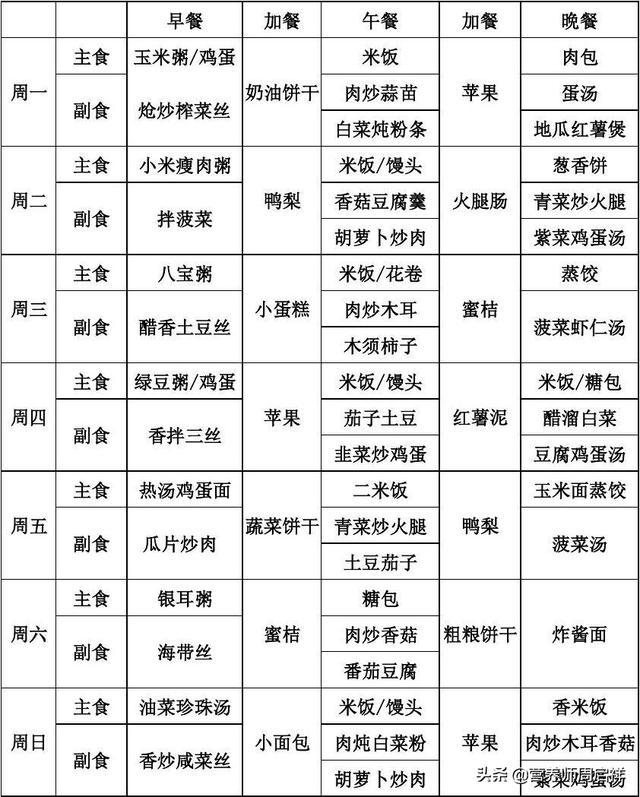 早餐 加餐 午餐 加餐 晚餐
周一 主食 玉米粥/鸡蛋 奶油饼干 米饭 苹果 肉包
副食 炝炒榨菜丝 肉炒蒜苗 蛋汤
白菜炖粉条 地瓜红薯煲
周二 主食 小米瘦肉粥 鸭梨 米饭/馒头 火腿肠 葱香饼
副食 拌菠菜 香菇豆腐羹 青菜炒火腿
胡萝卜炒肉 紫菜鸡蛋汤
周三 主食 八宝粥 小蛋糕 米饭/花卷 蜜桔 蒸饺
副食 醋香土豆丝 肉炒木耳 菠菜虾仁汤
木须柿子
周四 主食 绿豆粥/鸡蛋 苹果 米饭/馒头 红薯泥 米饭/糖包
副食 香拌三丝 茄子土豆 醋溜白菜
韭菜炒鸡蛋 豆腐鸡蛋汤
周五 主食 热汤鸡蛋面 蔬菜饼干 二米饭 鸭梨 玉米面蒸饺
副食 瓜片炒肉 青菜炒火腿 菠菜汤
土豆茄子
周六 主食 银耳粥 蜜桔 糖包 粗粮饼干 炸酱面
副食 海带丝 肉炒香菇
番茄豆腐
周日 主食 油菜珍珠汤 小面包 米饭/馒头 苹果 香米饭
副食 香炒咸菜丝 肉炖白菜粉 肉炒木耳香菇
胡萝卜炒肉 紫菜鸡蛋汤
头条 @营养师周启